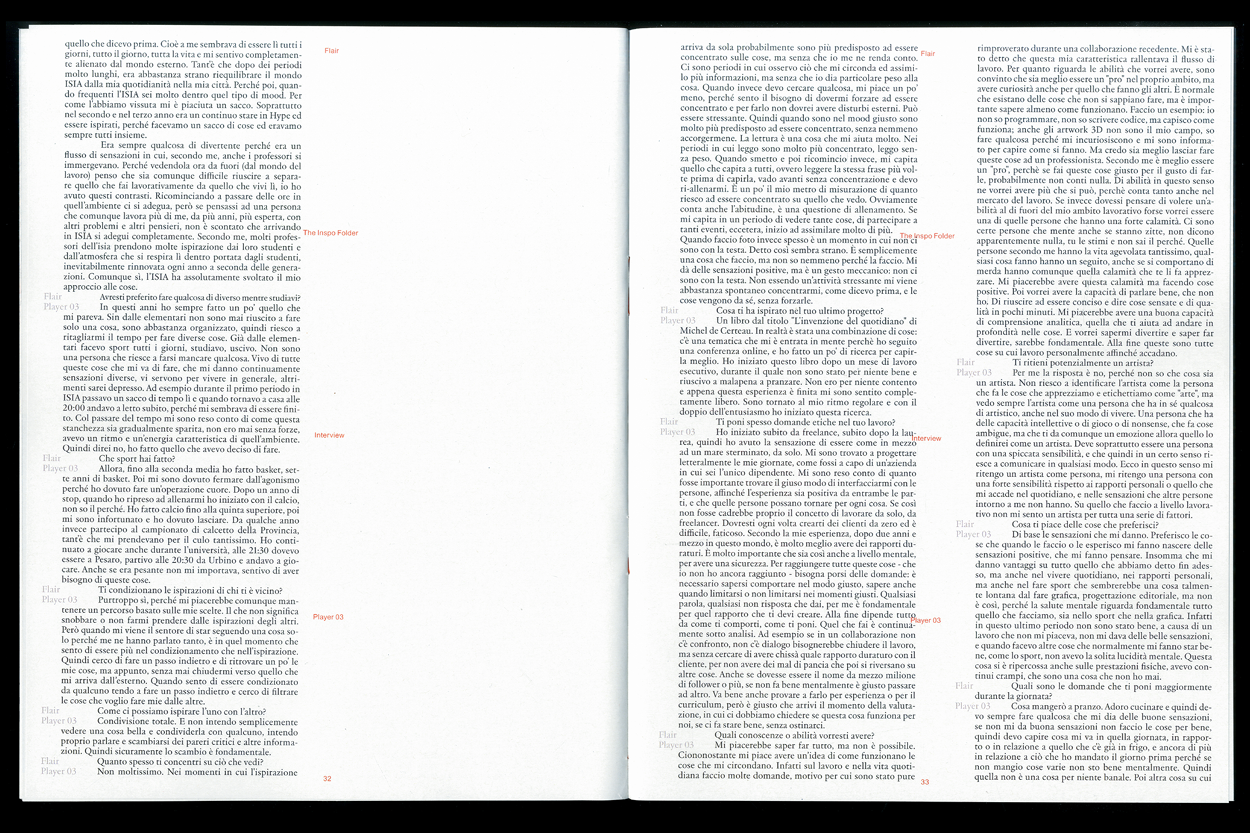 quello che dicevo prima. Cioè a me sembrava di essere lì tutti i
giorni, tutto il giorno, tutta la vita e mi sentivo completamen-
te alienato dal mondo esterno. Tant'è che dopo dei periodi
molto lunghi, era abbastanza strano riequilibrare il mondo
ISIA dalla mia quotidianità nella mia città. Perché poi, quan-
do frequenti l'ISIA sei molto dentro quel tipo di mood. Per
come l'abbiamo vissuta mi è piaciuta un sacco. Soprattutto
nel secondo e nel terzo anno era un continuo stare in Hype ed
essere ispirati, perché facevamo un sacco di cose ed eravamo
sempre tutti insieme.
Era sempre qualcosa di divertente perché era un
flusso di sensazioni in cui, secondo me, anche i professori si
immergevano. Perché vedendola ora da fuori (dal mondo del
lavoro) penso che sia comunque difficile riuscire a separa-
re quello che fai lavorativamente da quello che vivi lì, io ho
avuto questi contrasti. Ricominciando a passare delle ore in
quell'ambiente ci si adegua, però se pensassi ad una persona
che comunque lavora più di me, da più anni, più esperta, con
altri problemi e altri pensieri, non è scontato che arrivando
in ISIA si adegui completamente. Secondo me, molti profes-
sori dell'isia prendono molte ispirazione dai loro studenti e
dall'atmosfera che si respira lì dentro portata dagli studenti,
inevitabilmente rinnovata ogni anno a seconda delle genera-
zioni. Comunque sì, l'ISIA ha assolutamente svoltato il mio
approccio alle cose.
Flair Avresti preferito fare qualcosa di diverso mentre studiavi?
Player 03 In questi anni ho sempre fatto un po' quello che
mi pareva. Sin dalle elementari non sono mai riuscito a fare
solo una cosa, sono abbastanza organizzato, quindi riesco a
ritagliarmi il tempo per fare diverse cose. Già dalle elemen-
tari facevo sport tutti i giorni, studiavo, uscivo. Non sono
una persona che riesce a farsi mancare qualcosa. Vivo di tutte
queste cose che mi va di fare, che mi danno continuamente
sensazioni diverse, vi servono per vivere in generale, altri-
menti sarei depresso. Ad esempio durante il primo periodo in
ISIA passavo un sacco di tempo lì e quando tornavo a casa alle
20:00 andavo a letto subito, perché mi sembrava di essere fini-
to. Col passare del tempo mi sono reso conto di come questa
stanchezza sia gradualmente sparita, non ero mai senza forze,
avevo un ritmo e un'energia caratteristica di quell'ambiente.
Quindi direi no, ho fatto quello che avevo deciso di fare.
Flair Che sport hai fatto?
Player 03 Allora, fino alla seconda media ho fatto basket, set-
te anni di basket. Poi mi sono dovuto fermare dall'agonismo
perché ho dovuto fare un'operazione cuore. Dopo un anno di
stop, quando ho ripreso ad allenarmi ho iniziato con il calcio,
non so il perché. Ho fatto calcio fino alla quinta superiore, poi
mi sono infortunato e ho dovuto lasciare. Da qualche anno
invece partecipo al campionato di calcetto della Provincia,
tant'è che mi prendevano per il culo tantissimo. Ho conti-
nuato a giocare anche durante l'università, alle 21:30 dovevo
essere a Pesaro, partivo alle 20:30 da Urbino e andavo a gio-
care. Anche se era pesante non mi importava, sentivo di aver
bisogno di queste cose.
Flair Ti condizionano le ispirazioni di chi ti è vicino?
Player 03 Purtroppo sì, perché mi piacerebbe comunque man-
tenere un percorso basato sulle mie scelte. Il che non significa
snobbare o non farmi prendere dalle ispirazioni degli altri.
Però quando mi viene il sentore di star seguendo una cosa so-
lo perché me ne hanno parlato tanto, è in quel momento che
sento di essere più nel condizionamento che nell'ispirazione.
Quindi cerco di fare un passo indietro e di ritrovare un po' le
mie cose, ma appunto, senza mai chiudermi verso quello che
mi arriva dall'esterno. Quando sento di essere condizionato
da qualcuno tendo a fare un passo indietro e cerco di filtrare
le cose che voglio fare mie dalle altre.
Flair Come ci possiamo ispirare l'uno con l'altro?
Player 03 Condivisione totale. E non intendo semplicemente
vedere una cosa bella e condividerla con qualcuno, intendo
proprio parlare e scambiarsi dei pareri critici e altre informa-
zioni. Quindi sicuramente lo scambio è fondamentale.
Flair Quanto spesso ti concentri su ciò che vedi?
Player 03 Non moltissimo. Nei momenti in cui l'ispirazione
Flair
The Inspo Folder
Interview
Player 03
32
arriva da sola probabilmente sono più predisposto ad essere
concentrato sulle cose, ma senza che io me ne renda conto.
Ci sono periodi in cui osservo ciò che mi circonda ed assimi-
lo più informazioni, ma senza che io dia particolare peso alla
cosa. Quando invece devo cercare qualcosa, mi piace un po'
meno, perché sento il bisogno di dovermi forzare ad essere
concentrato e per farlo non dovrei avere disturbi esterni. Può
essere stressante. Quindi quando sono nel mood giusto sono
molto più predisposto ad essere concentrato, senza nemmeno
accorgermene. La lettura è una cosa che mi aiuta molto. Nei
periodi in cui leggo sono molto più concentrato, leggo sen-
za peso. Quando smetto e poi ricomincio invece, mi capita
quello che capita a tutti, ovvero leggere la stessa frase più vol-
te prima di capirla, vado avanti senza concentrazione e devo
ri-allenarmi. È un po' il mio metro di misurazione di quanto
riesco ad essere concentrato su quello che vedo. Ovviamente
conta anche l'abitudine, è una questione di allenamento. Se
mi capita in un periodo di vedere tante cose, di partecipare a
tanti eventi, eccetera, inizio ad assimilare molto di più.
Quando faccio foto invece spesso è un momento in cui non ci
sono con la testa. Detto così sembra strano. È semplicemente
una cosa che faccio, ma non so nemmeno perché la faccio. Mi
dà delle sensazioni positive, ma è un gesto meccanico: non ci
sono con la testa. Non essendo un'attività stressante mi viene
abbastanza spontaneo concentrarmi, come dicevo prima, e le
cose vengono da sé, senza forzarle.
Flair Cosa ti ha ispirato nel tuo ultimo progetto?
Player 03 Un libro dal titolo "L'invenzione del quotidiano" di
Michel de Certeau. In realtà è stata una combinazione di cose:
c'è una tematica che mi è entrata in mente perchè ho seguito
una conferenza online, e ho fatto un po' di ricerca per capir-
la meglio. Ho iniziato questo libro dopo un mese di lavoro
esecutivo, durante il quale non sono stato per niente bene e
riuscivo a malapena a pranzare. Non ero per niente contento
e appena questa esperienza è finita mi sono sentito comple-
tamente libero. Sono tornato al mio ritmo regolare e con il
doppio dell'entusiasmo ho iniziato questa ricerca.
Flair Ti poni spesso domande etiche nel tuo lavoro?
Player 03 Ho iniziato subito da freelance, subito dopo la lau-
rea, quindi ho avuto la sensazione di essere come in mezzo
ad un mare sterminato, da solo. Mi sono trovato a progettare
letteralmente le mie giornate, come fossi a capo di un'azienda
in cui sei l'unico dipendente. Mi sono reso conto di quanto
fosse importante trovare il giuso modo di interfacciarmi con le
persone, affinché l'esperienza sia positiva da entrambe le par-
ti, e che quelle persone possano tornare per ogni cosa. Se così
non fosse cadrebbe proprio il concetto di lavorare da solo, da
freelancer. Dovresti ogni volta crearti dei clienti da zero ed è
difficile, faticoso. Secondo la mie esperienza, dopo due anni e
mezzo in questo mondo, è molto meglio avere dei rapporti du-
raturi. È molto importante che sia così anche a livello mentale,
per avere una sicurezza. Per raggiungere tutte queste cose - che
io non ho ancora raggiunto - bisogna porsi delle domande: è
necessario sapersi comportare nel modo giusto, sapere anche
quando limitarsi o non limitarsi nei momenti giusti. Qualsiasi
parola, qualsiasi non risposta che dai, per me è fondamentale
per quel rapporto che ti devi creare. Alla fine dipende tutto
da come ti comporti, come ti poni. Quel che fai è continua-
mente sotto analisi. Ad esempio se in un collaborazione non
c'è confronto, non c'è dialogo bisognerebbe chiudere il lavoro,
ma senza cercare di avere chissà quale rapporto duraturo con il
cliente, per non avere dei mal di pancia che poi si riversano su
altre cose. Anche se dovesse essere il nome da mezzo milione
di follower o più, se non fa bene mentalmente è giusto passare
ad altro. Va bene anche provare a farlo per esperienza o per il
curriculum, però è giusto che arrivi il momento della valuta-
zione, in cui ci dobbiamo chiedere se questa cosa funziona per
noi, se ci fa stare bene, senza ostinarci.
Flair Quali conoscenze o abilità vorresti avere?
Player 03 Mi piacerebbe saper far tutto, ma non è possibile.
Ciononostante mi piace avere un'idea di come funzionano le
cose che mi circondano. Infatti sul lavoro e nella vita quoti-
diana faccio molte domande, motivo per cui sono stato pure
Flair
The Inspo Folder
Interview
Player 03
33
rimproverato durante una collaborazione recedente. Mi è sta-
to detto che questa mia caratteristica rallentava il flusso di
lavoro. Per quanto riguarda le abilità che vorrei avere, sono
convinto che sia meglio essere un "pro" nel proprio ambito, ma
avere curiosità anche per quello che fanno gli altri. È normale
che esistano delle cose che non si sappiano fare, ma è impor-
tante sapere almeno come funzionano. Faccio un esempio: io
non so programmare, non so scrivere codice, ma capisco come
funziona; anche gli artwork 3D non sono il mio campo, so
fare qualcosa perché mi incuriosiscono e mi sono informa-
to per capire come si fanno. Ma credo sia meglio lasciar fare
queste cose ad un professionista. Secondo me è meglio essere
un "pro", perchè se fai queste cose giusto per il gusto di far-
le, probabilmente non conti nulla. Di abilità in questo senso
ne vorrei avere più che si può, perchè conta tanto anche nel
mercato del lavoro. Se invece dovessi pensare di volere un'a-
bilità al di fuori del mio ambito lavorativo forse vorrei essere
una di quelle persone che hanno una forte calamità. Ci sono
certe persone che mente anche se stanno zitte, non dicono
apparentemente nulla, tu le stimi e non sai il perché. Quelle
persone secondo me hanno la vita agevolata tantissimo, qual-
siasi cosa fanno hanno un seguito, anche se si comportano di
merda hanno comunque quella calamità che te li fa apprez-
zare. Mi piacerebbe avere questa calamità ma facendo cose
positive. Poi vorrei avere la capacità di parlare bene, che non
ho. Di riuscire ad essere conciso e dire cose sensate e di qua-
lità in pochi minuti. Mi piacerebbe avere una buona capacità
di comprensione analitica, quella che ti aiuta ad andare in
profondità nelle cose. E vorrei sapermi divertire e saper far
divertire, sarebbe fondamentale. Alla fine queste sono tutte
cose su cui lavoro personalmente affinché accadano.
Flair Ti ritieni potenzialmente un artista?
Player 03 Per me la risposta è no, perché non so che cosa sia
un artista. Non riesco a identificare l'artista come la persona
che fa le cose che apprezziamo e etichettiamo come "arte", ma
vedo sempre l'artista come una persona che ha in sé qualcosa
di artistico, anche nel suo modo di vivere. Una persona che ha
delle capacità intellettive o di gioco o di nonsense, che fa cose
ambigue, ma che ti da comunque un emozione allora quello lo
definirei come un artista. Deve soprattutto essere una persona
con una spiccata sensibilità, e che quindi in un certo senso ri-
esce a comunicare in qualsiasi modo. Ecco in questo senso mi
ritengo un artista come persona, mi ritengo una persona con
una forte sensibilità rispetto ai rapporti personali o quello che
mi accade nel quotidiano, e nelle sensazioni che altre persone
intorno a me non hanno. Su quello che faccio a livello lavora-
tivo non mi sento un artista per tutta una serie di fattori.
Flair Cosa ti piace delle cose che preferisci?
Player 03 Di base le sensazioni che mi danno. Preferisco le co-
se che quando le faccio o le esperisco mi fanno nascere delle
sensazioni positive, che mi fanno pensare. Insomma che mi
danno vantaggi su tutto quello che abbiamo detto fin ades-
so, ma anche nel vivere quotidiano, nei rapporti personali,
ma anche nel fare sport che sembrerebbe una cosa talmen-
te lontana dal fare grafica, progettazione editoriale, ma non
è così, perché la salute mentale riguarda fondamentale tutto
quello che facciamo, sia nello sport che nella grafica. Infatti
in questo ultimo periodo non sono stato bene, a causa di un
lavoro che non mi piaceva, non mi dava delle belle sensazioni,
e quando facevo altre cose che normalmente mi fanno star be-
ne, come lo sport, non avevo la solita lucidità mentale. Questa
cosa si è ripercossa anche sulle prestazioni fisiche, avevo con-
tinui crampi, che sono una cosa che non ho mai.
Flair Quali sono le domande che ti poni maggiormente
durante la giornata?
Player 03 Cosa mangerò a pranzo. Adoro cucinare e quindi de-
vo sempre fare qualcosa che mi dia delle buone sensazioni,
se non mi da buona sensazioni non faccio le cose per bene,
quindi devo capire cosa mi va in quella giornata, in rappor-
to o in relazione a quello che c'è già in frigo, e ancora di più
in relazione a ciò che ho mandato il giorno prima perché se
non mangio cose varie non sto bene mentalmente. Quindi
quella non è una cosa per niente banale. Poi altra cosa su cui